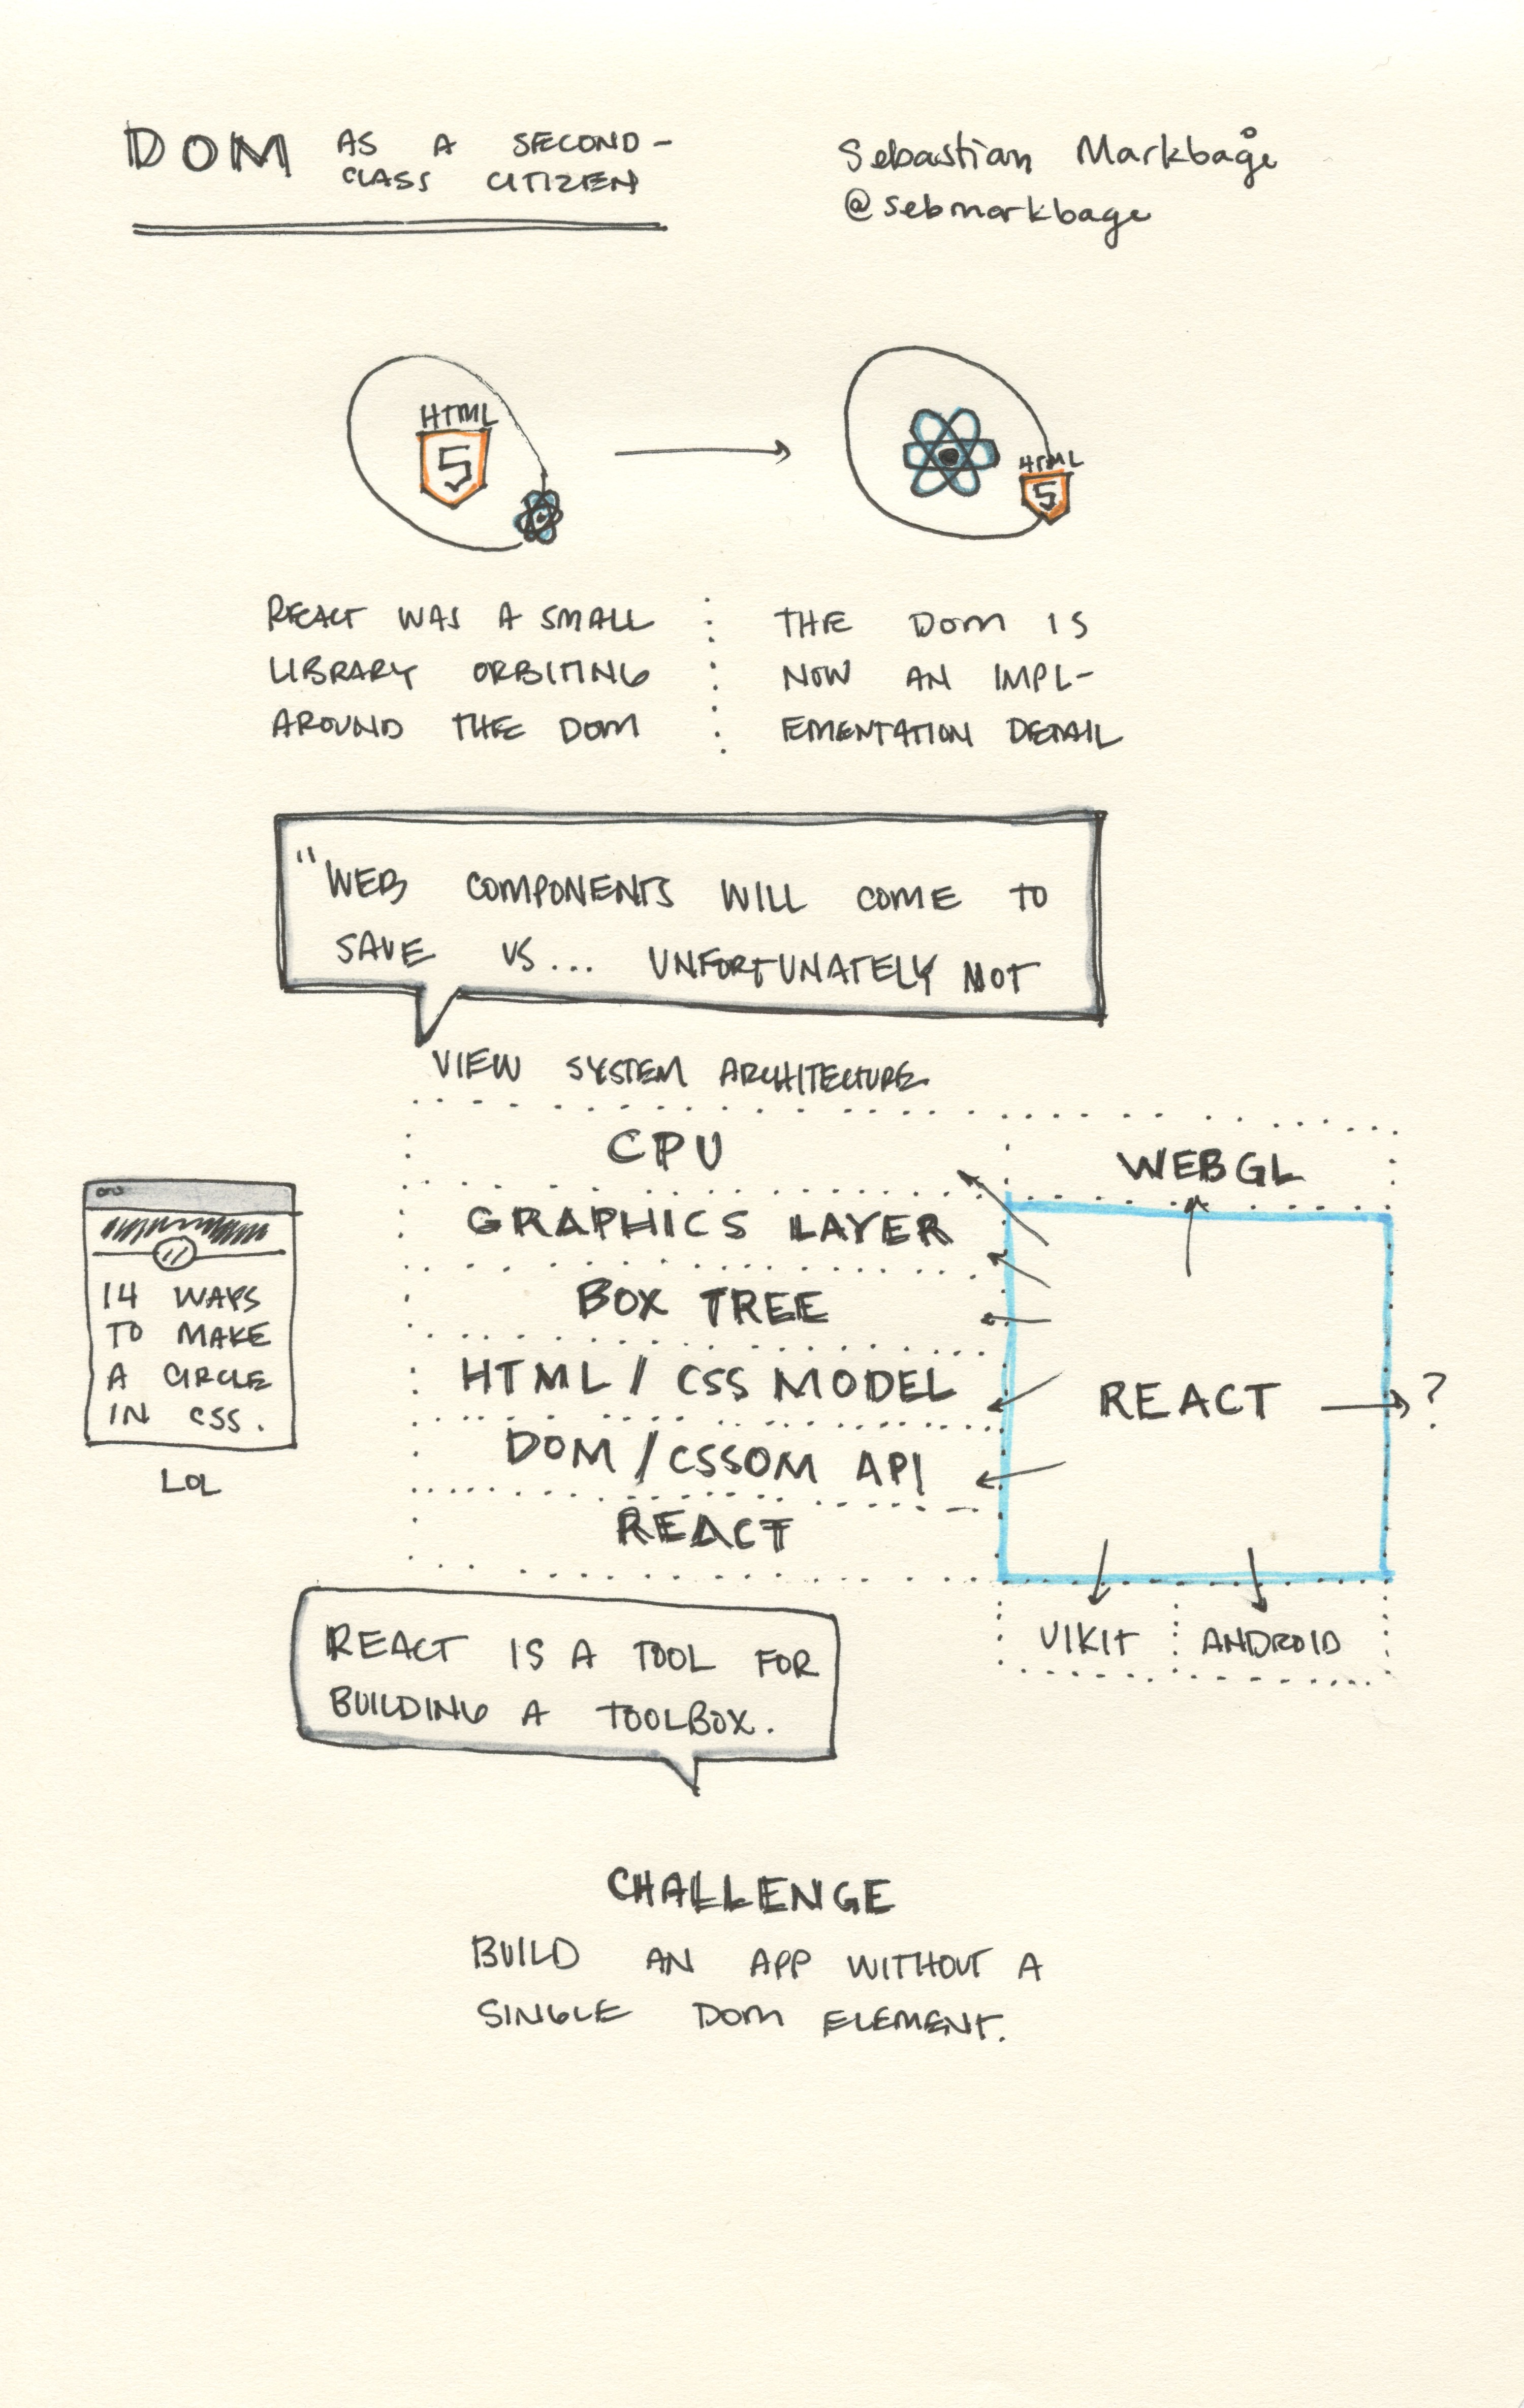 DOM AS A SECOND-
CLASS CITIZEN
Sebastian Markbåge
@sebmarkbage
HTML
5
HTML
5
REACT WAS A SMALL
LIBRARY ORBITING
AROUND THE DOM
THE DOM IS
NOW AN IMPL-
EMENTATION DETAIL
"WEB COMPONENTS WILL COME TO
SAVE US... UNFORTUNATELY NOT
VIEW SYSTEM ARCHITECTURE
CPU
GRAPHICS LAYER
BOX TREE
HTML / CSS MODEL
DOM / CSSOM API
REACT
WEBGL
REACT
?
UIKIT
ANDROID
14 WAYS
TO MAKE
A CIRCLE
IN CSS.
LOL
REACT IS A TOOL FOR
BUILDING A TOOLBOX.
CHALLENGE
BUILD AN APP WITHOUT A
SINGLE DOM ELEMENT.